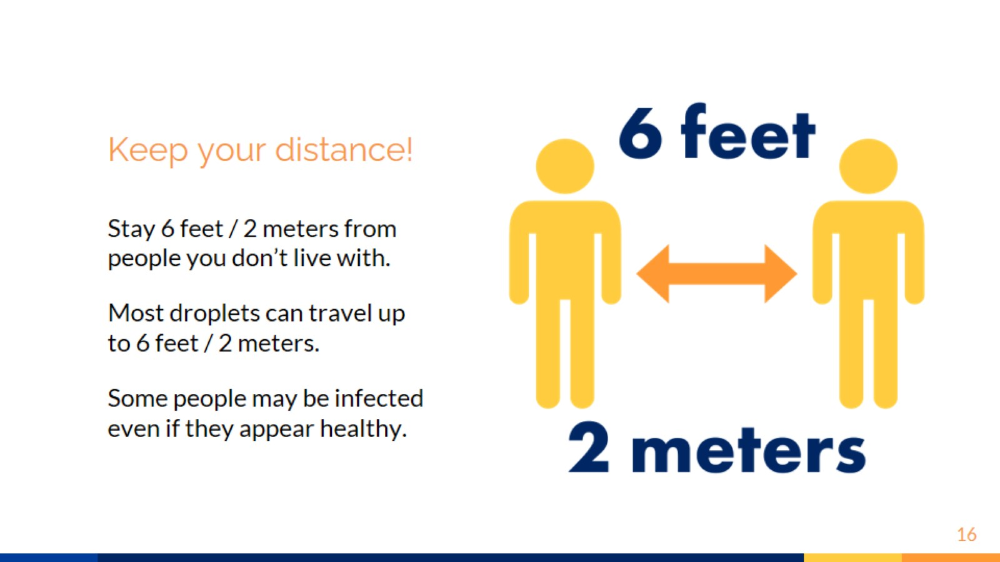 Keep your distance!
Stay 6 feet / 2 meters from
people you don’t live with.
Most droplets can travel up
to 6 feet / 2 meters.
Some people may be infected
even if they appear healthy.
6 feet
2 meters
16